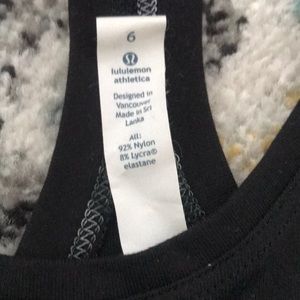 6
lululemon
athletica
Designed in
Vancouver
Made in Sri
Lanka
All:
92% Nylon
8% Lycra®
elastane